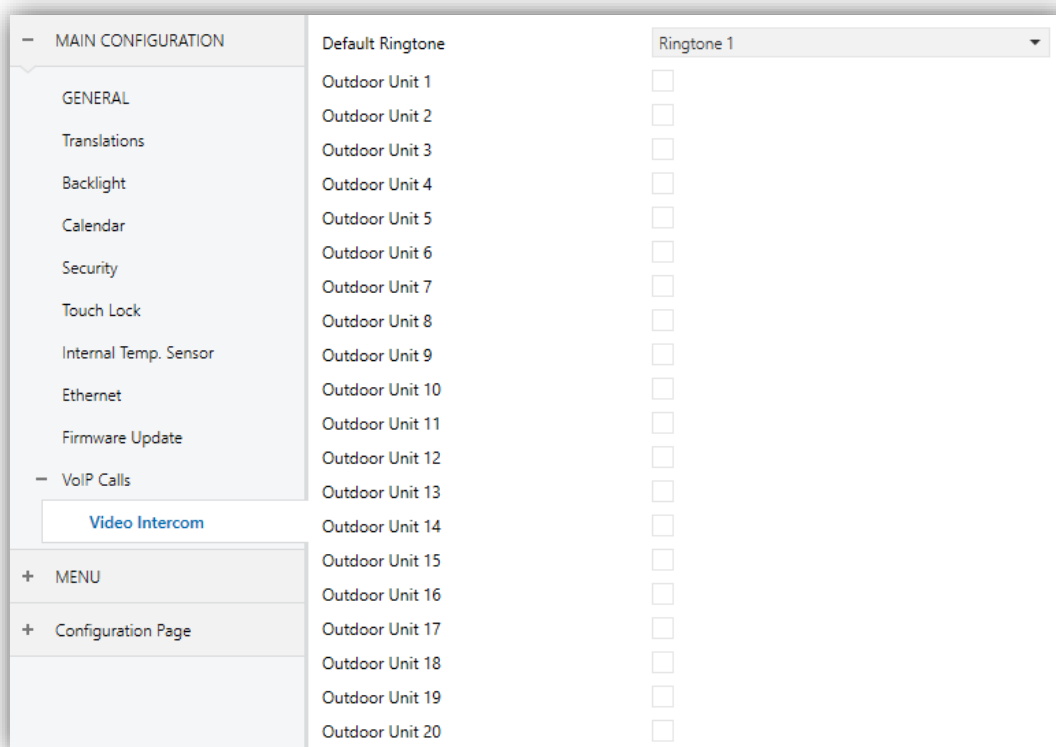 MAIN CONFIGURATION
GENERAL
Translations
Backlight
Calendar
Security
Touch Lock
Internal Temp. Sensor
Ethernet
Firmware Update
VoIP Calls
Video Intercom
MENU
Configuration Page
Default Ringtone Ringtone 1
Outdoor Unit 1
Outdoor Unit 2
Outdoor Unit 3
Outdoor Unit 4
Outdoor Unit 5
Outdoor Unit 6
Outdoor Unit 7
Outdoor Unit 8
Outdoor Unit 9
Outdoor Unit 10
Outdoor Unit 11
Outdoor Unit 12
Outdoor Unit 13
Outdoor Unit 14
Outdoor Unit 15
Outdoor Unit 16
Outdoor Unit 17
Outdoor Unit 18
Outdoor Unit 19
Outdoor Unit 20